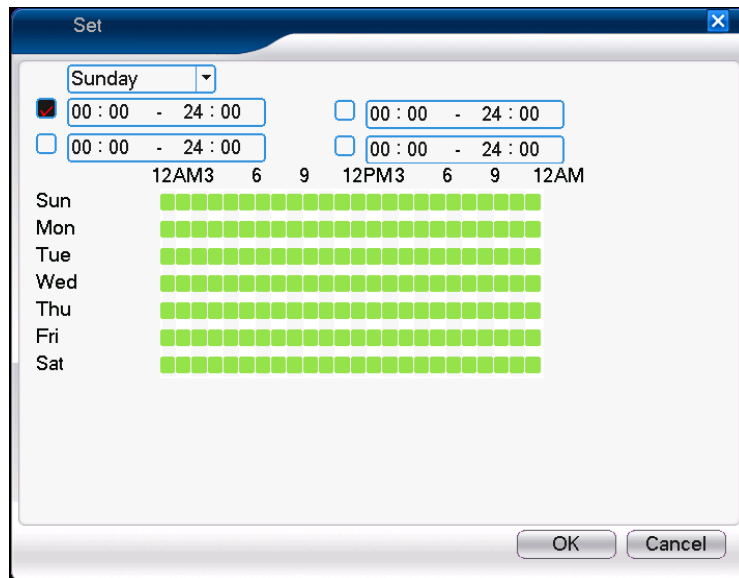 Set
Sunday
00 : 00 - 24 : 00 00 : 00 - 24 : 00
00 : 00 - 24 : 00 00 : 00 - 24 : 00
12AM3 6 9 12PM3 6 9 12AM
Sun
Mon
Tue
Wed
Thu
Fri
Sat
OK Cancel